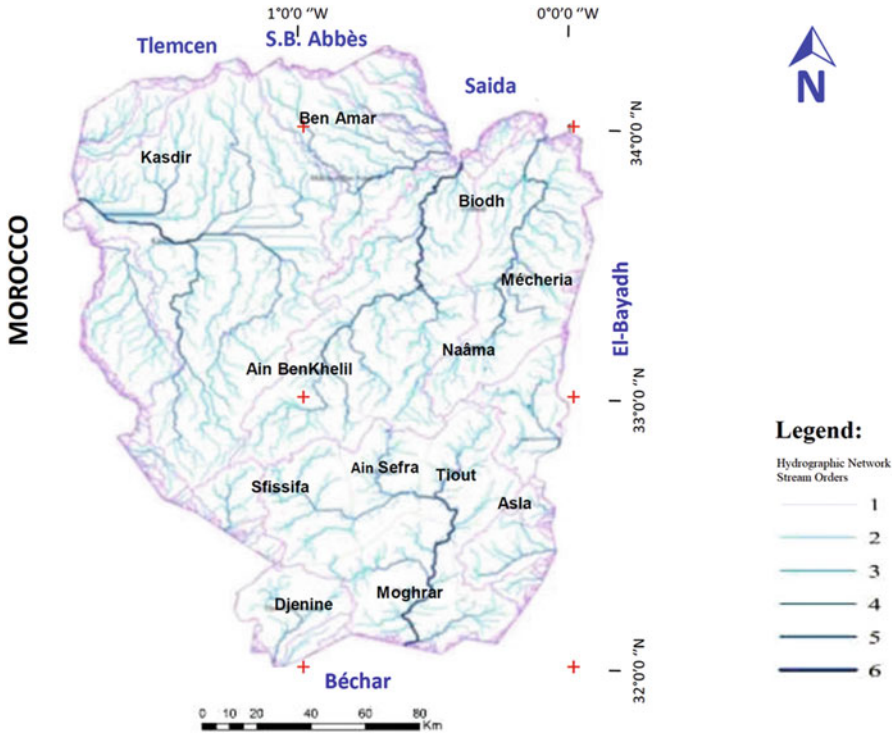 1°0'0 ''W
0°0'0 ''W
Tlemcen
S.B. Abbès
Saida
N
34°0'0 ''N
Ben Amar
Kasdir
Biodh
MOROCCO
Mécheria
El-Bayadh
Naâma
Ain BenKhelil
33°0'0 ''N
Legend:
Hydrographic Network
Stream Orders
1
2
3
4
5
6
Ain Sefra
Tiout
Sfissifa
Asla
Moghrar
Djenine
32°0'0 ''N
Béchar
0 10 20 40 60 80
Km